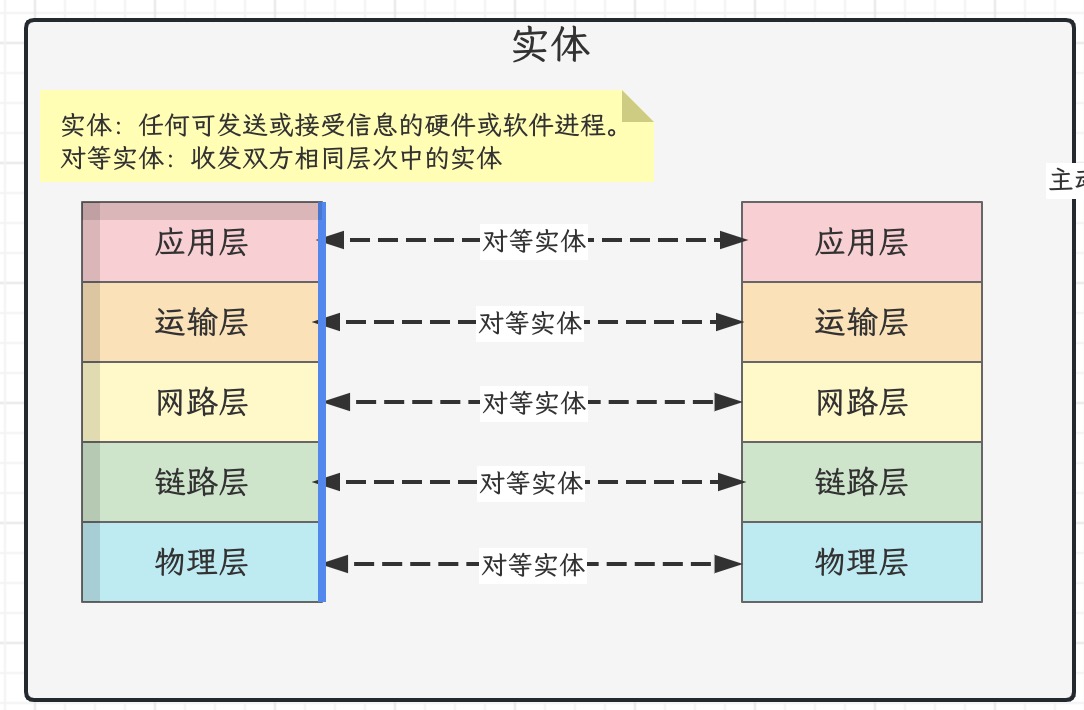 实体
实体：任何可发送或接受信息的硬件或软件进程。
对等实体：收发双方相同层次中的实体
主动
应用层 对等实体 应用层
运输层 对等实体 运输层
网路层 对等实体 网路层
链路层 对等实体 链路层
物理层 对等实体 物理层